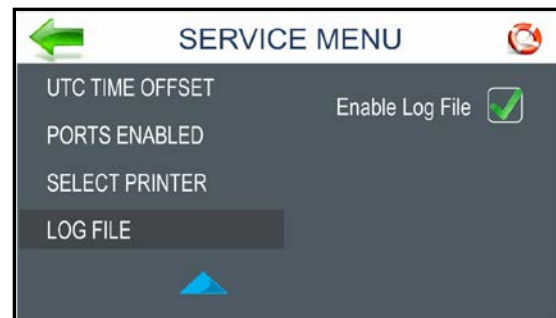 SERVICE MENU
UTC TIME OFFSET
Enable Log File
PORTS ENABLED
SELECT PRINTER
LOG FILE